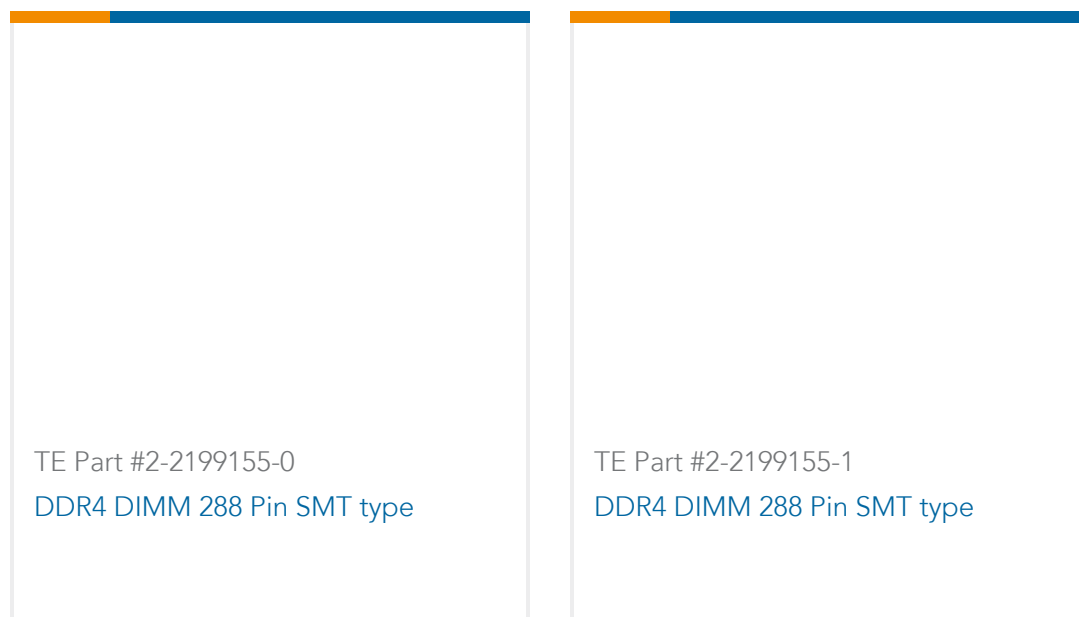 TE Part #2-2199155-0
DDR4 DIMM 288 Pin SMT type
TE Part #2-2199155-1
DDR4 DIMM 288 Pin SMT type